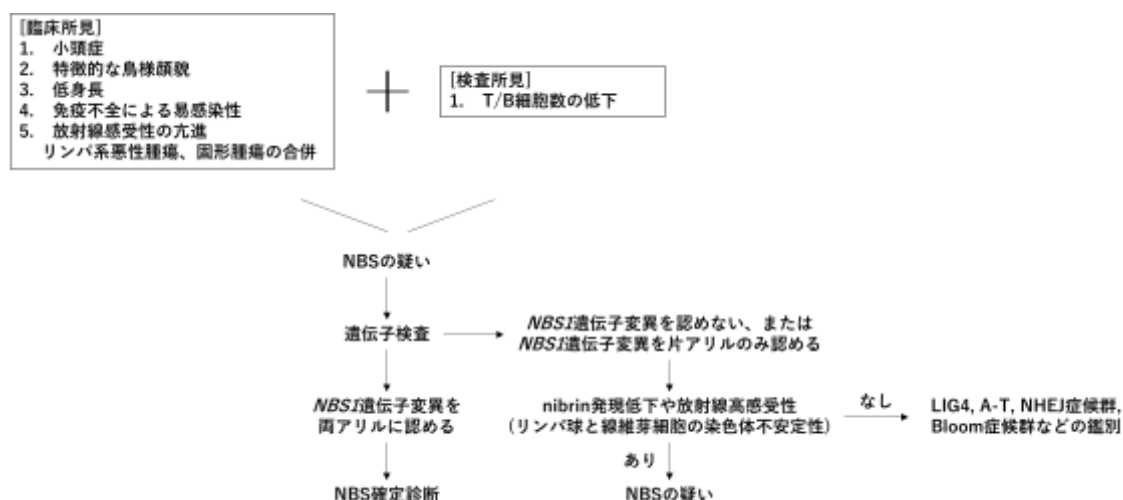 [臨床所見]
1. 小頭症
2. 特徴的な鳥様顔貌
3. 低身長
4. 免疫不全による易感染性
5. 放射線感受性の亢進
リンパ系悪性腫瘍、固形腫瘍の合併
[検査所見]
1. T/B細胞数の低下
NBSの疑い
遺伝子検査
NBS1遺伝子変異を認めない、または
NBS1遺伝子変異を片アリルのみ認める
NBS1遺伝子変異を
両アリルに認める
nibrin発現低下や放射線高感受性
(リンパ球と線維芽細胞の染色体不安定性)
なし
LIG4, A-T, NHEJ症候群,
Bloom症候群などの鑑別
あり
NBS確定診断
NBSの疑い